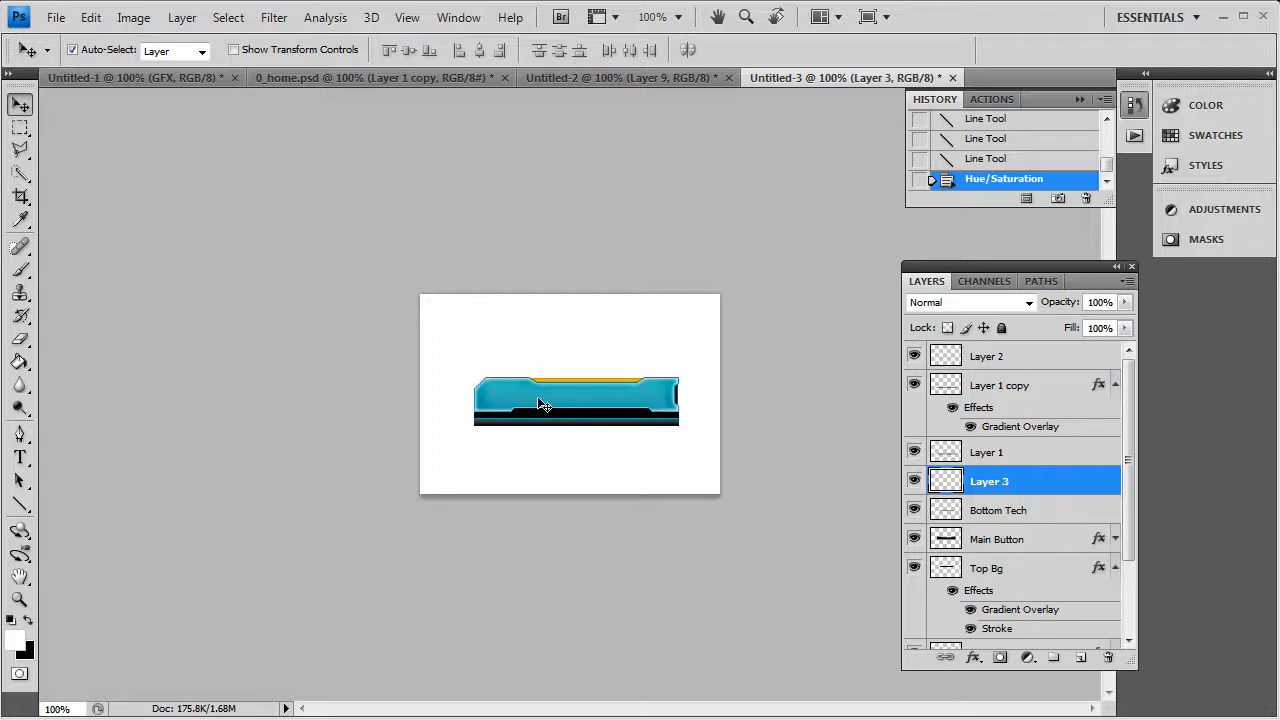 Ps File Edit Image Layer Select Filter Analysis 3D View Window Help Br 100% ESSENTIALS
Auto-Select: Layer Show Transform Controls
Untitled-1 @ 100% (GFX, RGB/8) * × 0_home.psd @ 100% (Layer 1 copy, RGB/8#) * × Untitled-2 @ 100% (Layer 9, RGB/8) * × Untitled-3 @ 100% (Layer 3, RGB/8) * ×
HISTORY ACTIONS
Line Tool
Line Tool
Line Tool
Hue/Saturation
COLOR
SWATCHES
STYLES
ADJUSTMENTS
MASKS
LAYERS CHANNELS PATHS
Normal Opacity: 100%
Lock: Fill: 100%
Layer 2
Layer 1 copy fx
Effects
Gradient Overlay
Layer 1
Layer 3
Bottom Tech
Main Button fx
Top Bg fx
Effects
Gradient Overlay
Stroke
fx.
T
100% Doc: 175.8K/1.68M